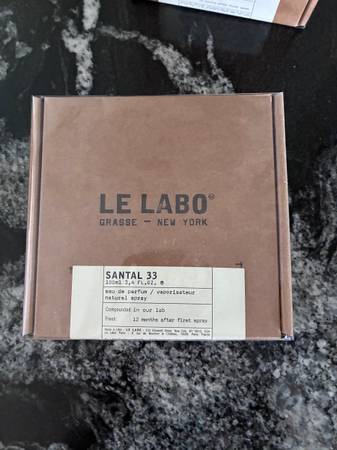 LE LABO®
GRASSE — NEW YORK
SANTAL 33
100ml 3,4 FL.OZ. ℮
eau de parfum / vaporisateur
natural spray
Compounded in our lab
Best 12 months after first spray